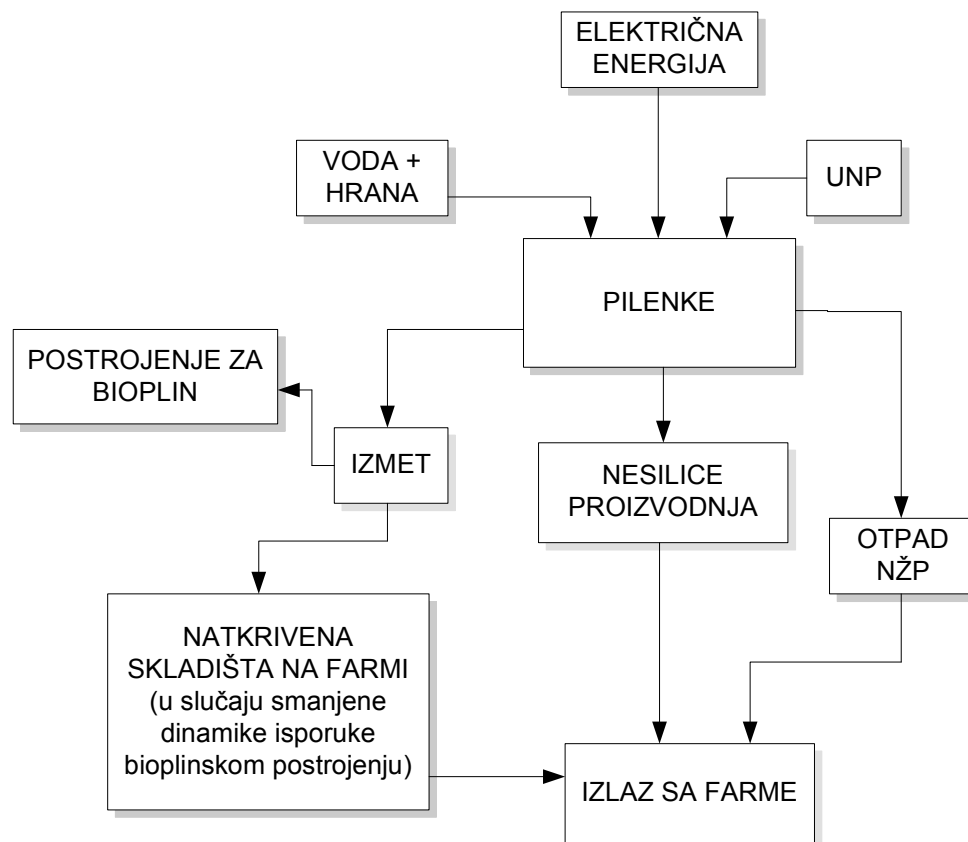 ELEKTRIČNA
ENERGIJA
VODA +
HRANA
UNP
PILENKE
POSTROJENJE ZA
BIOPLIN
IZMET
NESILICE
PROIZVODNJA
OTPAD
NŽP
NATKRIVENA
SKLADIŠTA NA FARMI
(u slučaju smanjene
dinamike isporuke
bioplinskom postrojenju)
IZLAZ SA FARME